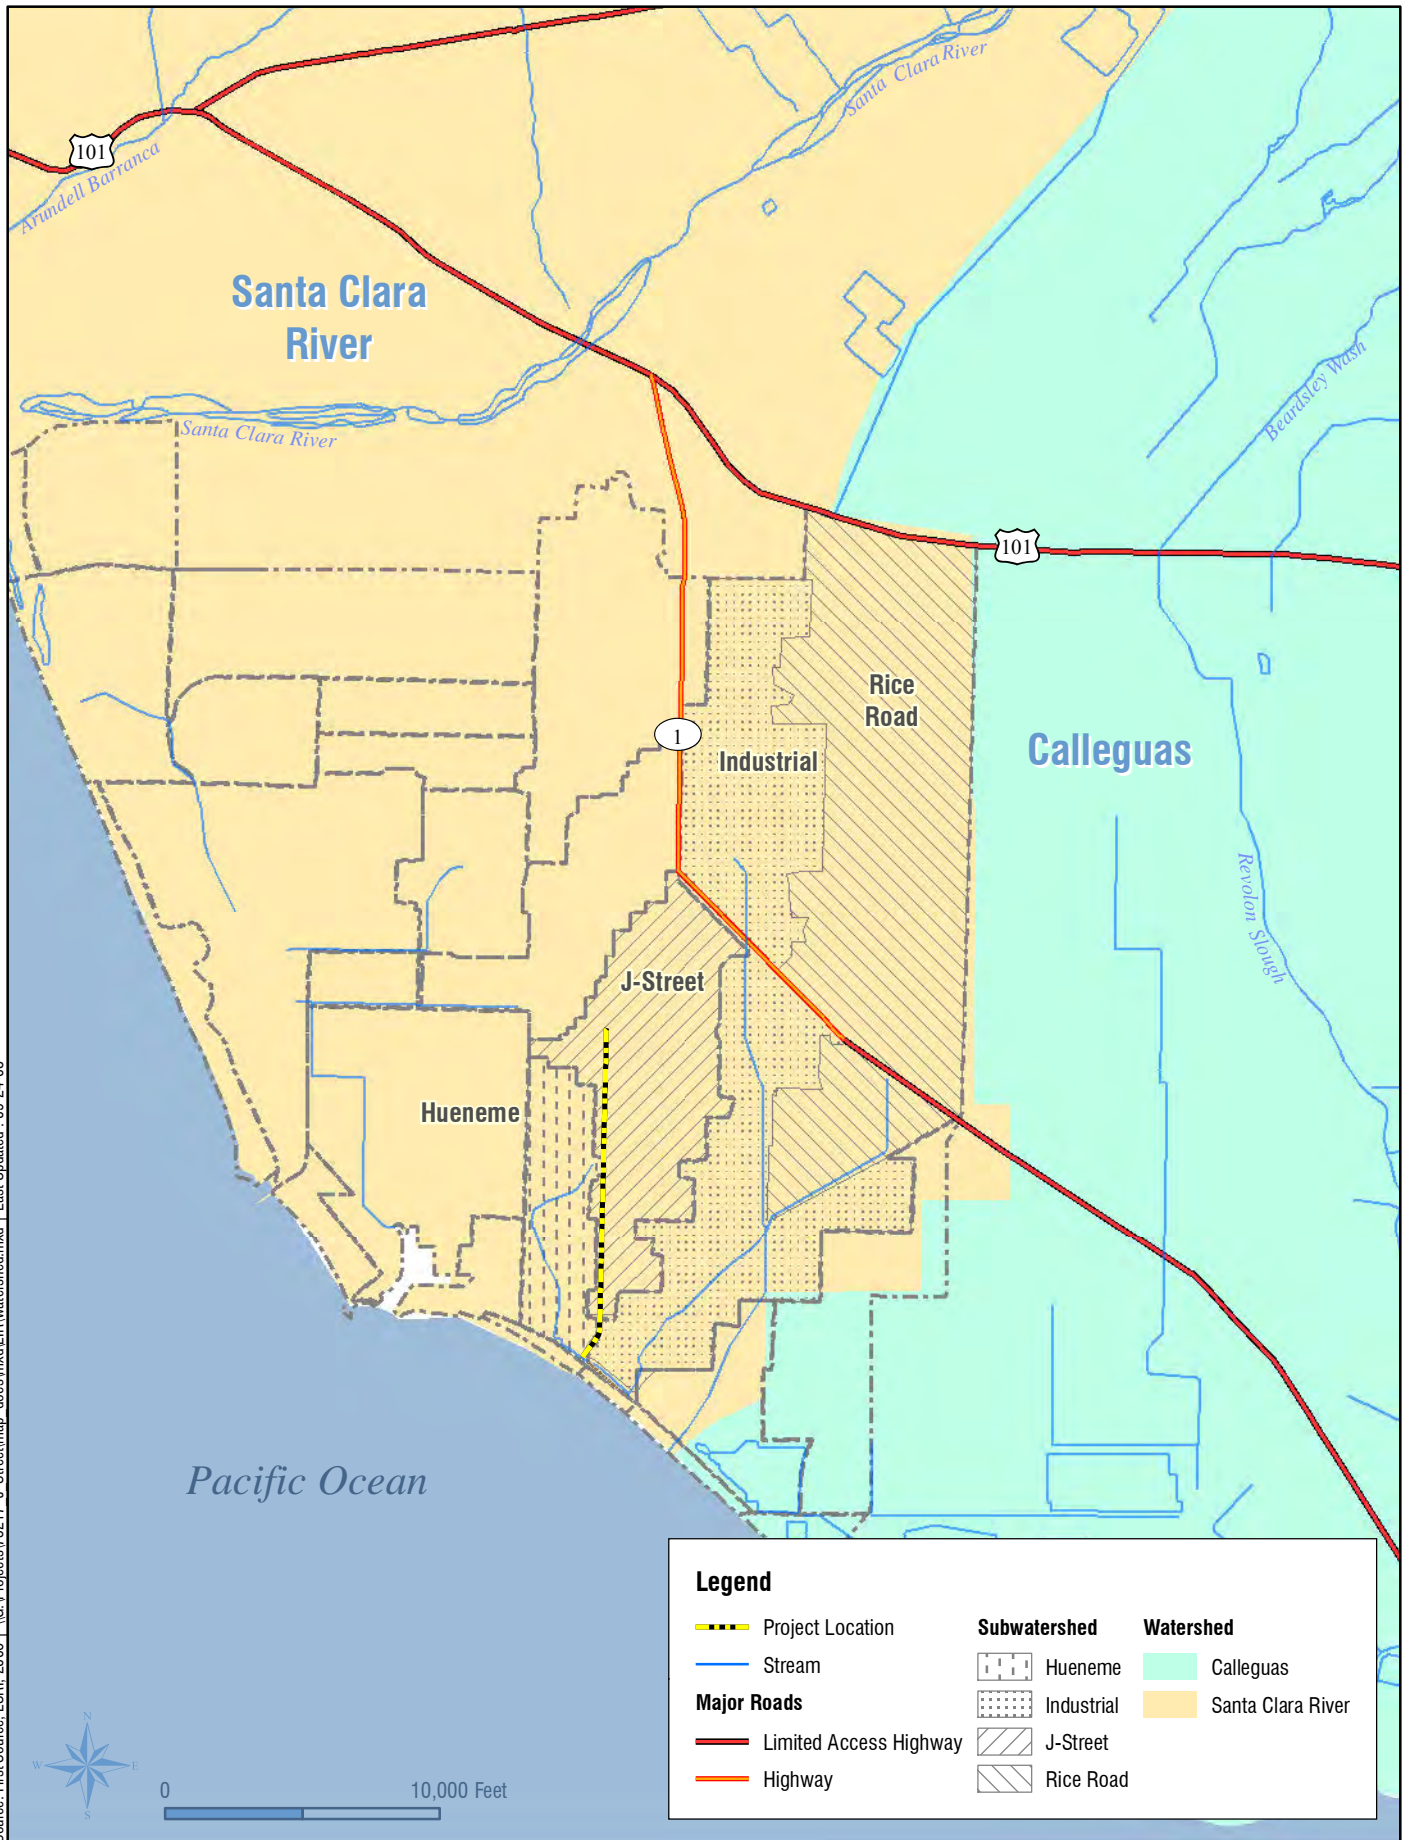 Santa Clara River
101
Arundell Barranca
Santa Clara
River
Beardsley Wash
Santa Clara River
101
Rice
Road
1
Industrial
Calleguas
Revolon Slough
J-Street
Hueneme
Pacific Ocean
Legend
Project Location
Stream
Major Roads
Limited Access Highway
Highway
Subwatershed
Hueneme
Industrial
J-Street
Rice Road
Watershed
Calleguas
Santa Clara River
N
W
E
S
0
10,000 Feet